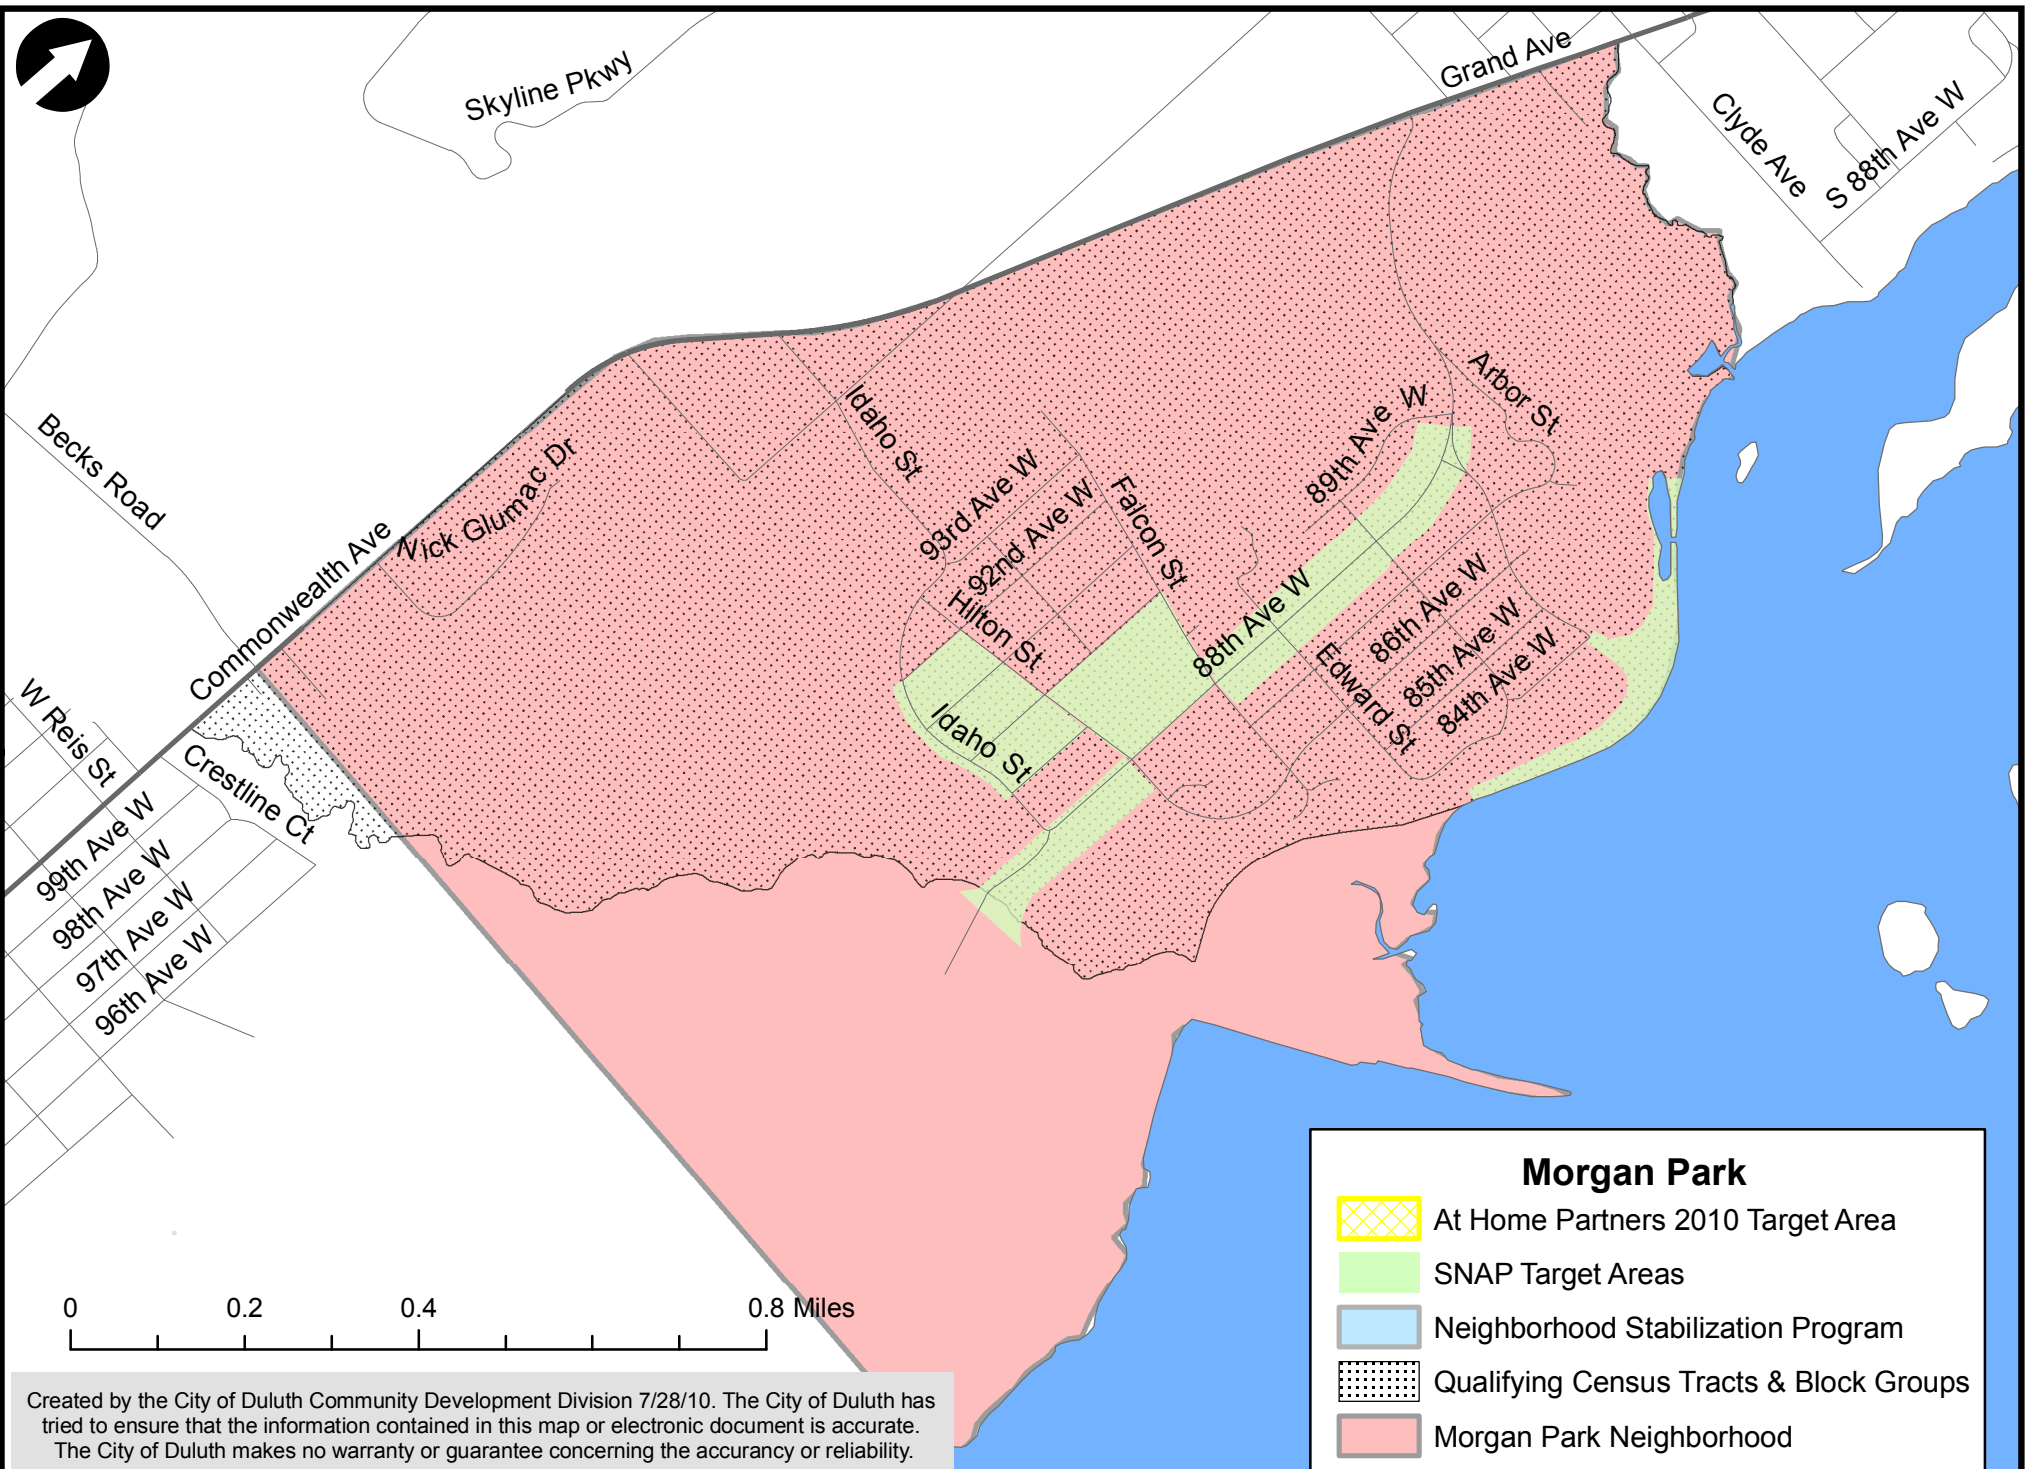 Skyline Pkwy
Grand Ave
Clyde Ave
S 88th Ave W
Becks Road
Nick Glumac Dr
Commonwealth Ave
Idaho St
93rd Ave W
92nd Ave W
Hilton St
Falcon St
89th Ave W
Arbor St
88th Ave W
86th Ave W
85th Ave W
84th Ave W
Edward St
Idaho St
W Reis St
Crestline Ct
99th Ave W
98th Ave W
97th Ave W
96th Ave W
0 0.2 0.4 0.8 Miles
Created by the City of Duluth Community Development Division 7/28/10. The City of Duluth has
tried to ensure that the information contained in this map or electronic document is accurate.
The City of Duluth makes no warranty or guarantee concerning the accurancy or reliability.
Morgan Park
At Home Partners 2010 Target Area
SNAP Target Areas
Neighborhood Stabilization Program
Qualifying Census Tracts & Block Groups
Morgan Park Neighborhood